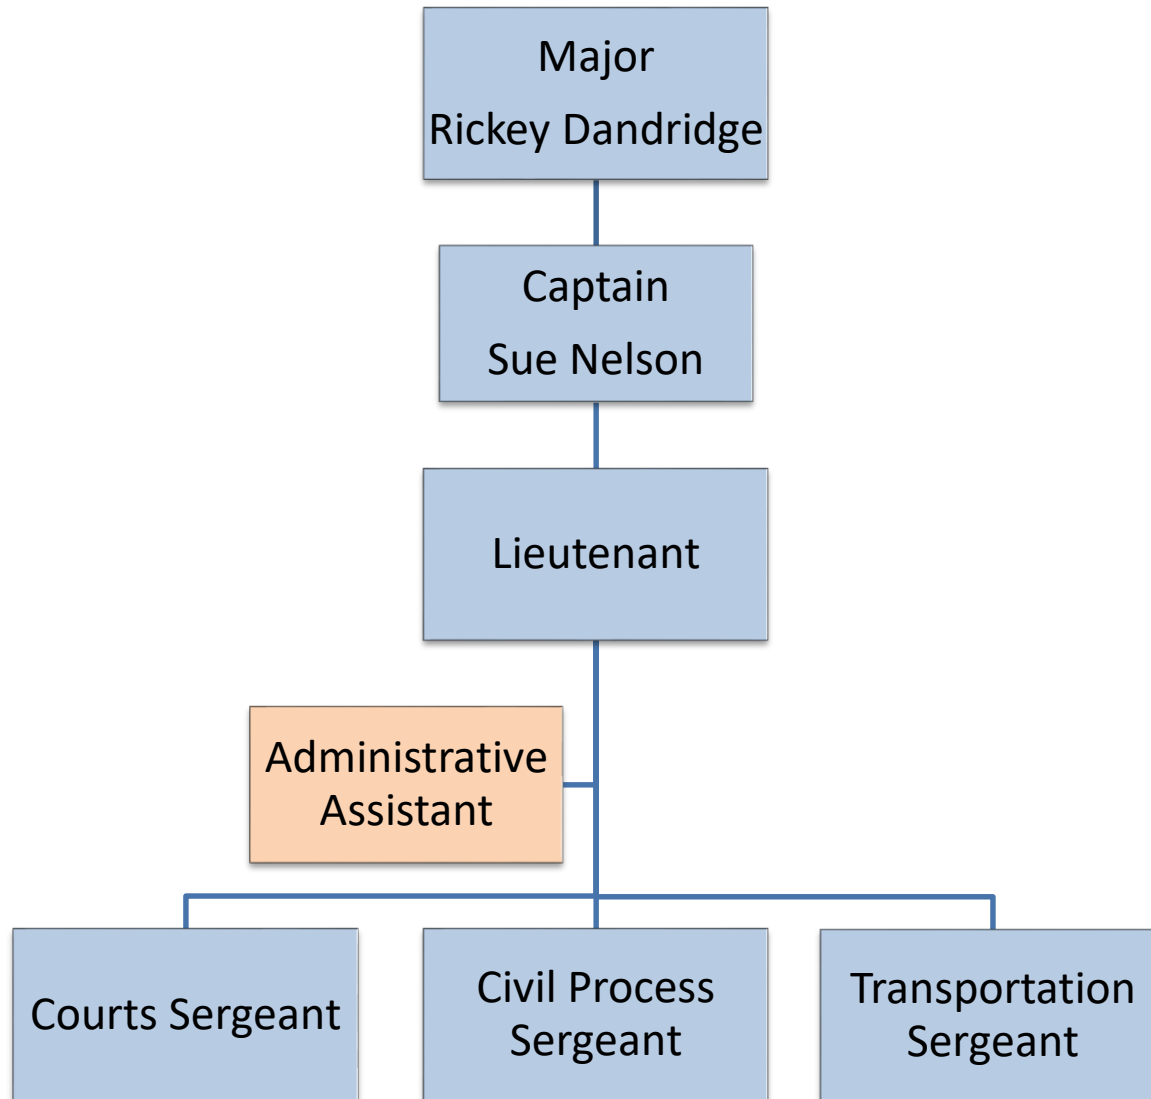 Major
Rickey Dandridge
Captain
Sue Nelson
Lieutenant
Administrative
Assistant
Courts Sergeant
Civil Process
Sergeant
Transportation
Sergeant